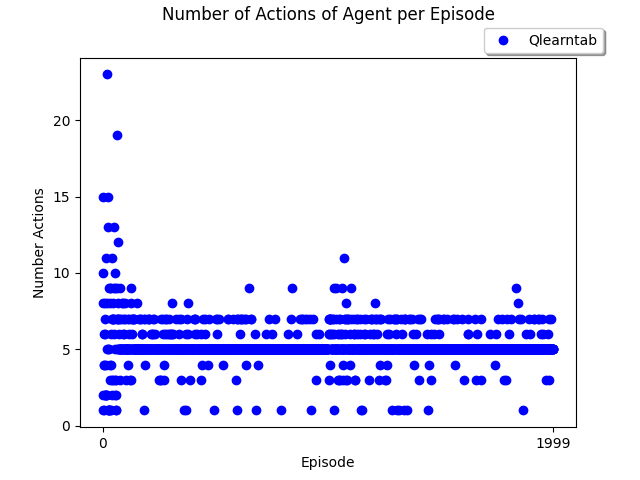 Number of Actions of Agent per Episode
Qlearntab
20
15
10
5
0
Number Actions
0
1999
Episode